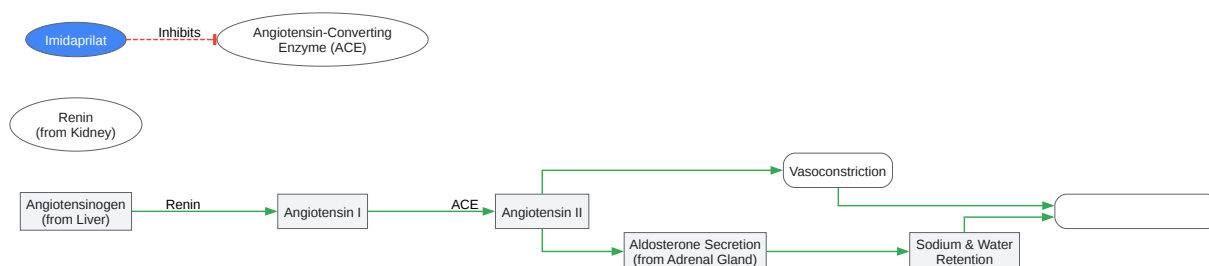 Imidaprilat
Inhibits
Angiotensin-Converting
Enzyme (ACE)
Renin
(from Kidney)
Angiotensinogen
(from Liver)
Renin
Angiotensin I
ACE
Angiotensin II
Vasoconstriction
Aldosterone Secretion
(from Adrenal Gland)
Sodium & Water
Retention